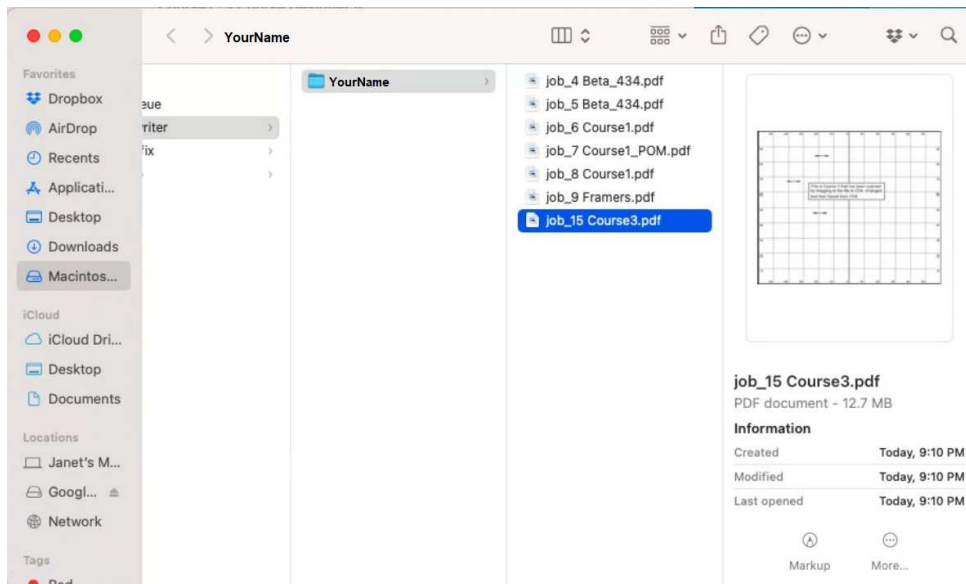 YourName
Favorites
Dropbox
AirDrop
Recents
Applicati...
Desktop
Downloads
Macintos...
iCloud
iCloud Dri...
Desktop
Documents
Locations
Janet's M...
Googl...
Network
Tags
Red
eue
riter
fix
YourName
job_4 Beta_434.pdf
job_5 Beta_434.pdf
job_6 Course1.pdf
job_7 Course1_POM.pdf
job_8 Course1.pdf
job_9 Framers.pdf
job_15 Course3.pdf
job_15 Course3.pdf
PDF document - 12.7 MB
Information
Created Today, 9:10 PM
Modified Today, 9:10 PM
Last opened Today, 9:10 PM
Markup
More...